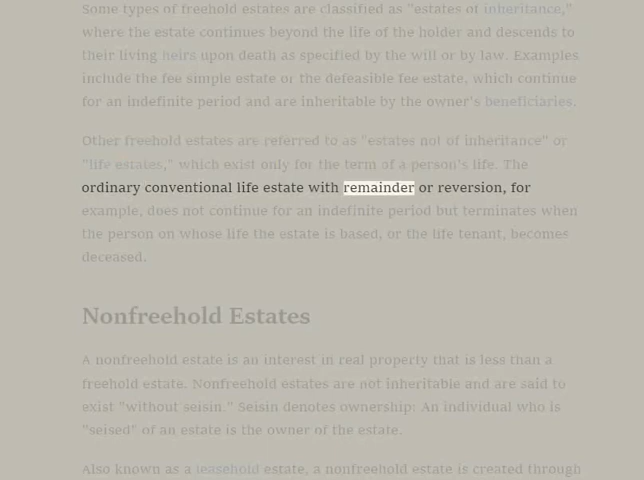 Some types of freehold estates are classified as "estates of inheritance,"
where the estate continues beyond the life of the holder and descends to
their living heirs upon death as specified by the will or by law. Examples
include the fee simple estate or the defeasible fee estate, which continue
for an indefinite period and are inheritable by the owner's beneficiaries.
Other freehold estates are referred to as "estates not of inheritance" or
"life estates," which exist only for the term of a person's life. The
ordinary conventional life estate with remainder or reversion, for
example, does not continue for an indefinite period but terminates when
the person on whose life the estate is based, or the life tenant, becomes
deceased.
Nonfreehold Estates
A nonfreehold estate is an interest in real property that is less than a
freehold estate. Nonfreehold estates are not inheritable and are said to
exist "without seisin." Seisin denotes ownership: An individual who is
"seised" of an estate is the owner of the estate.
Also known as a leasehold estate, a nonfreehold estate is created through